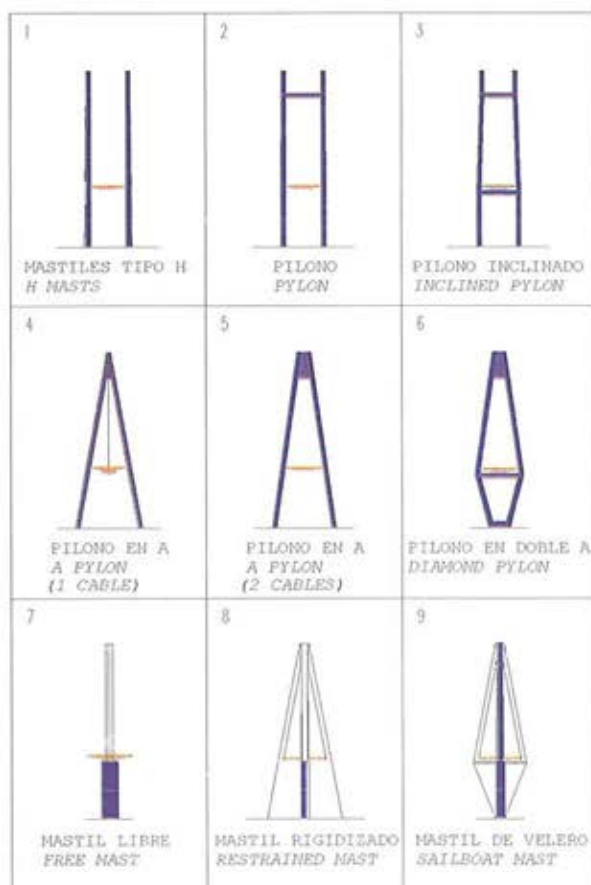 1
MASTILES TIPO H
H MASTS
2
PILONO
PYLON
3
PILONO INCLINADO
INCLINED PYLON
4
PILONO EN A
A PYLON
(1 CABLE)
5
PILONO EN A
A PYLON
(2 CABLES)
6
PILONO EN DOBLE A
DIAMOND PYLON
7
MASTIL LIBRE
FREE MAST
8
MASTIL RIGIDIZADO
RESTRAINED MAST
9
MASTIL DE VELERO
SAILBOAT MAST